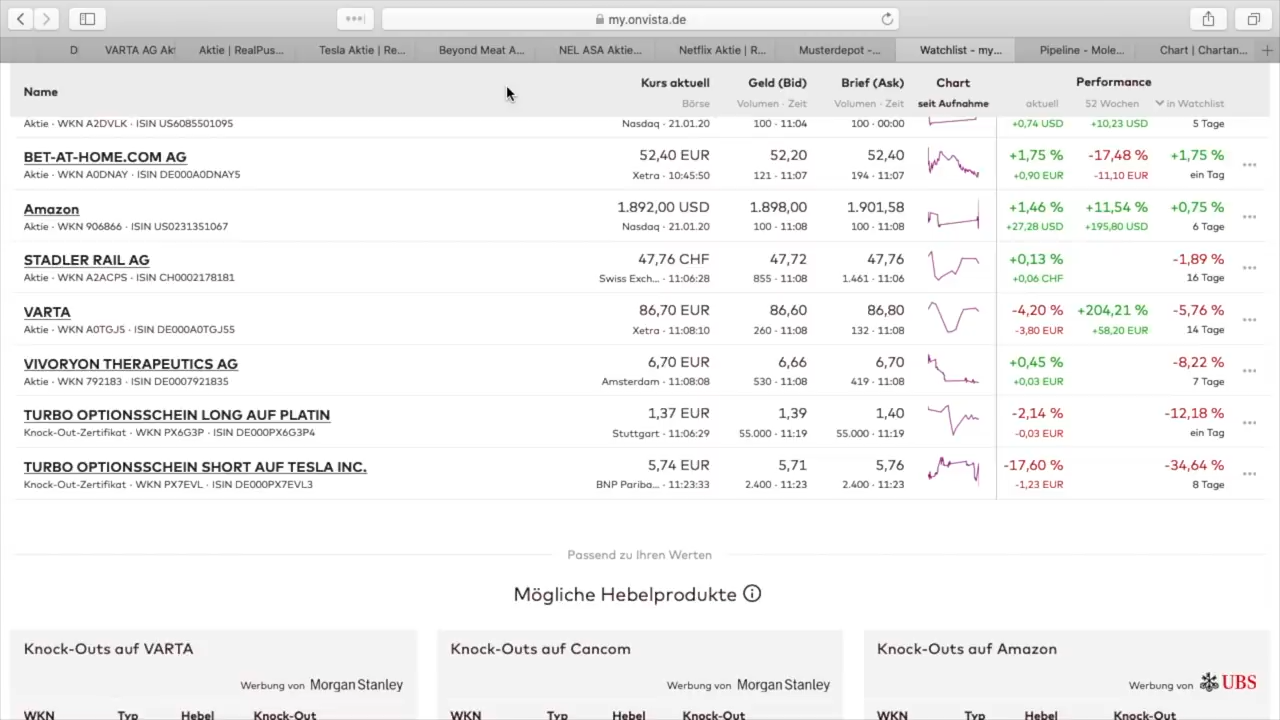 my.onvista.de
D
VARTA AG Ak
Aktie | RealPus...
Tesla Aktie | Re...
Beyond Meat A...
NEL ASA Aktie...
Netflix Aktie | R...
Musterdepot -...
Watchlist - my...
Pipeline - Mole...
Chart | Chartan...
Name
Kurs aktuell
Geld (Bid)
Brief (Ask)
Chart
Performance
Börse
Volumen · Zeit
Volumen · Zeit
seit Aufnahme
aktuell
52 Wochen
in Watchlist
Aktie · WKN A2DVLK · ISIN US6085501095
Nasdaq · 21.01.20
100 · 11:04
100 · 00:00
+0,74 USD
+10,23 USD
5 Tage
BET-AT-HOME.COM AG
52,40 EUR
52,20
52,40
+1,75 %
-17,48 %
+1,75 %
Aktie · WKN A0DNAY · ISIN DE000A0DNAY5
Xetra · 10:45:50
121 · 11:07
194 · 11:07
+0,90 EUR
-11,10 EUR
ein Tag
Amazon
1.892,00 USD
1.898,00
1.901,58
+1,46 %
+11,54 %
+0,75 %
Aktie · WKN 906866 · ISIN US0231351067
Nasdaq · 21.01.20
100 · 11:08
100 · 11:08
+27,28 USD
+195,80 USD
6 Tage
STADLER RAIL AG
47,76 CHF
47,72
47,76
+0,13 %
-1,89 %
Aktie · WKN A2ACPS · ISIN CH0002178181
Swiss Exch... · 11:06:28
855 · 11:08
1.461 · 11:06
+0,06 CHF
16 Tage
VARTA
86,70 EUR
86,60
86,80
-4,20 %
+204,21 %
-5,76 %
Aktie · WKN A0TGJ5 · ISIN DE000A0TGJ55
Xetra · 11:08:10
260 · 11:08
132 · 11:08
-3,80 EUR
+58,20 EUR
14 Tage
VIVORYON THERAPEUTICS AG
6,70 EUR
6,66
6,70
+0,45 %
-8,22 %
Aktie · WKN 792183 · ISIN DE0007921835
Amsterdam · 11:08:08
530 · 11:08
419 · 11:08
+0,03 EUR
7 Tage
TURBO OPTIONSSCHEIN LONG AUF PLATIN
1,37 EUR
1,39
1,40
-2,14 %
-12,18 %
Knock-Out-Zertifikat · WKN PX6G3P · ISIN DE000PX6G3P4
Stuttgart · 11:06:29
55.000 · 11:19
55.000 · 11:19
-0,03 EUR
ein Tag
TURBO OPTIONSSCHEIN SHORT AUF TESLA INC.
5,74 EUR
5,71
5,76
-17,60 %
-34,64 %
Knock-Out-Zertifikat · WKN PX7EVL · ISIN DE000PX7EVL3
BNP Pariba... · 11:23:33
2.400 · 11:23
2.400 · 11:23
-1,23 EUR
8 Tage
Passend zu Ihren Werten
Mögliche Hebelprodukte
Knock-Outs auf VARTA
Knock-Outs auf Cancom
Knock-Outs auf Amazon
Werbung von Morgan Stanley
Werbung von Morgan Stanley
Werbung von UBS
WKN Typ Hebel Knock-Out
WKN Typ Hebel Knock-Out
WKN Typ Hebel Knock-Out